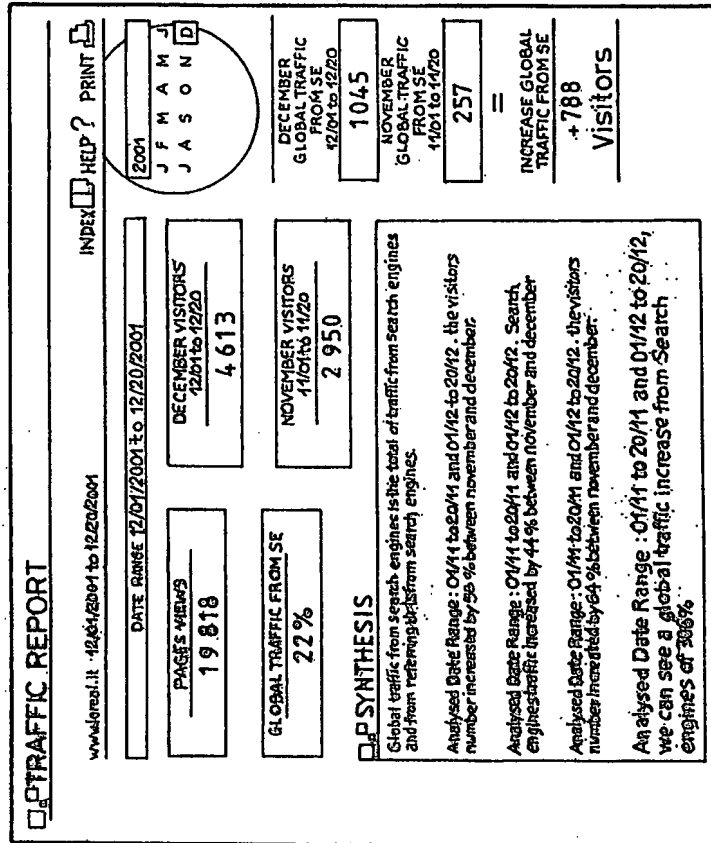 TRAFFIC REPORT
www.loreal.it - 12/01/2001 to 12/20/2001
INDEX HELP ? PRINT
DATE RANGE 12/01/2001 to 12/20/2001
2001
J F M A M J
J A S O N D
PAGES VIEWS
19 818
DECEMBER VISITORS
12/01 to 12/20
4 613
GLOBAL TRAFFIC FROM SE
22%
NOVEMBER VISITORS
11/01 to 11/20
2 950
DECEMBER
GLOBAL TRAFFIC
FROM SE
12/01 to 12/20
1045
NOVEMBER
GLOBAL TRAFFIC
FROM SE
11/01 to 11/20
257
=
INCREASE GLOBAL
TRAFFIC FROM SE
+788
Visitors
SYNTHESIS
Global traffic from search engines is the total of traffic from search engines
and from referring from search engines.
Analysed Date Range : 01/11 to 20/11 and 01/12 to 20/12 . the visitors
number increased by 56 % between november and december.
Analysed Date Range : 01/11 to 20/11 and 01/12 to 20/12 . Search
engines traffic increased by 44 % between november and december
Analysed Date Range : 01/11 to 20/11 and 01/12 to 20/12 . the visitors
number increated by 64 % between november and december.
Analysed Date Range : 01/11 to 20/11 and 01/12 to 20/12,
we can see a global traffic increase from Search
engines of 306%